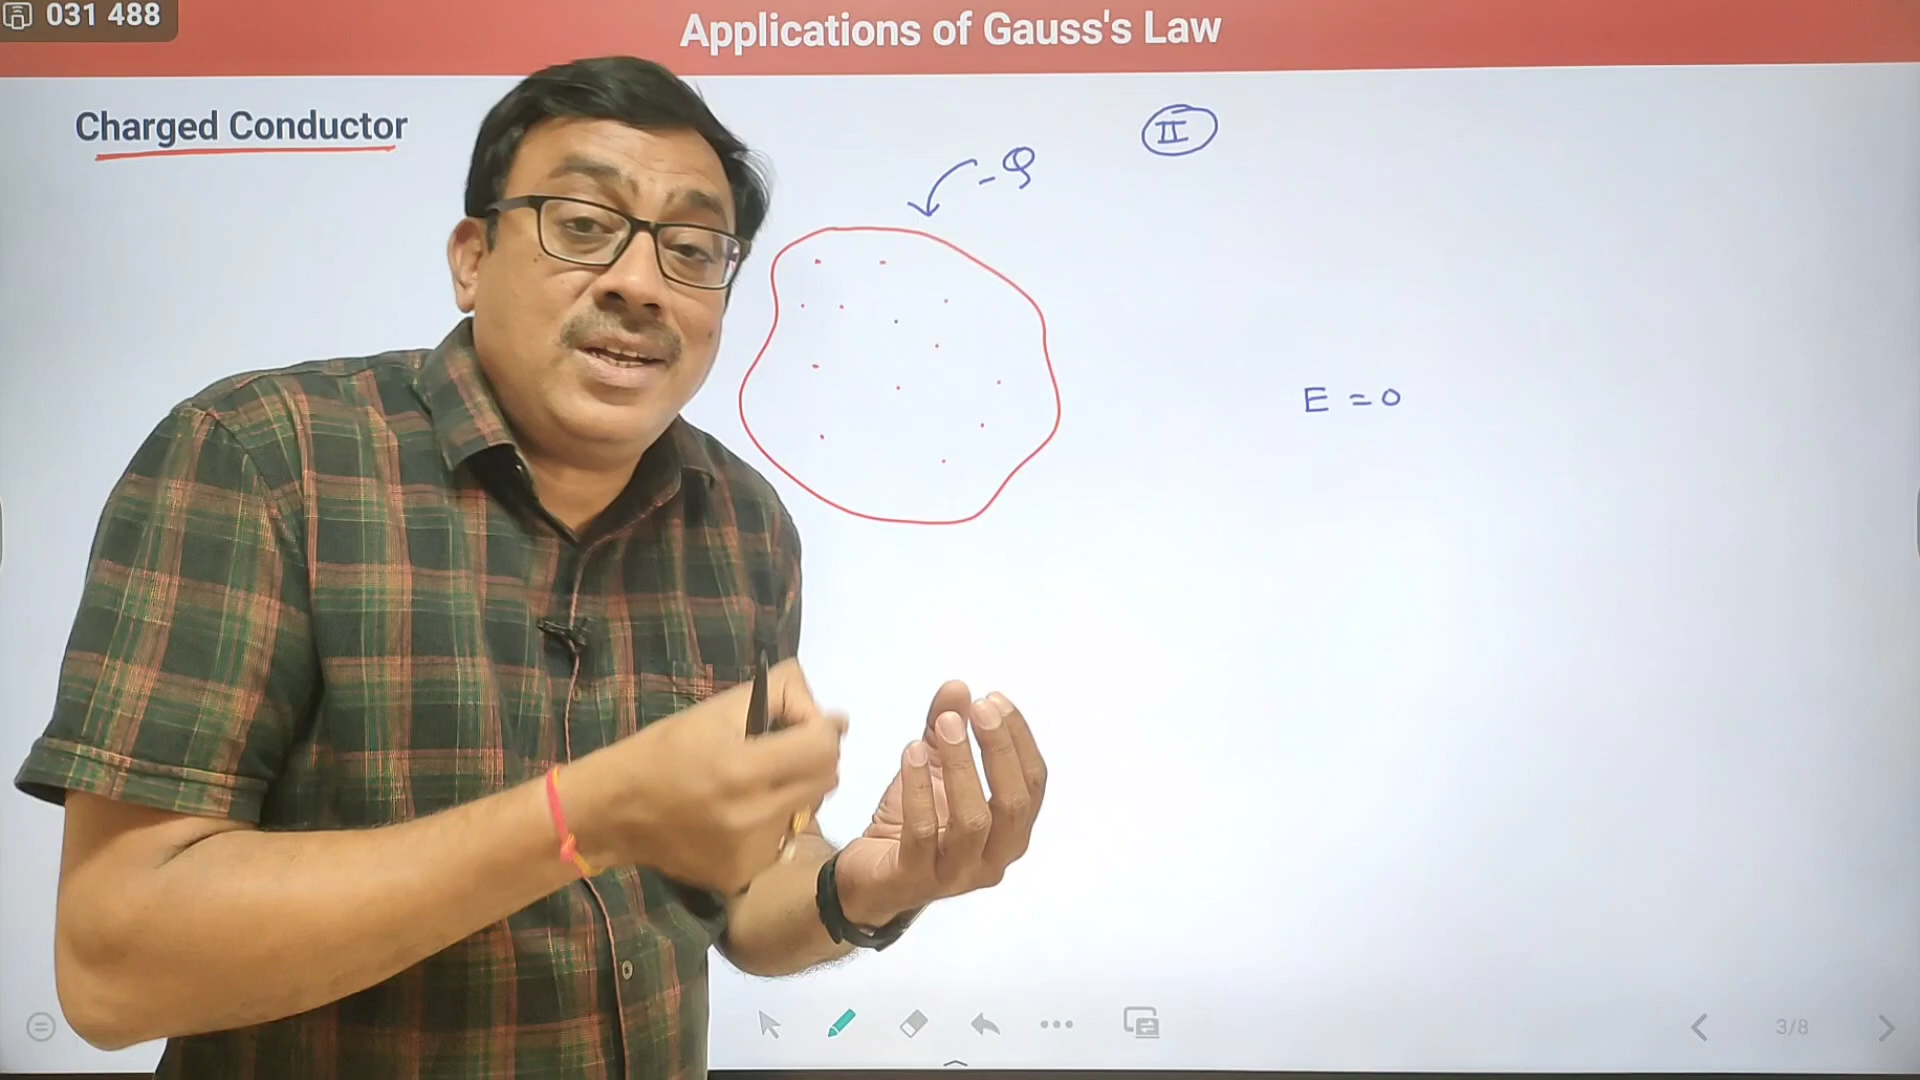 031 488
Applications of Gauss's Law
Charged Conductor
II
- Q
E = 0
3/8